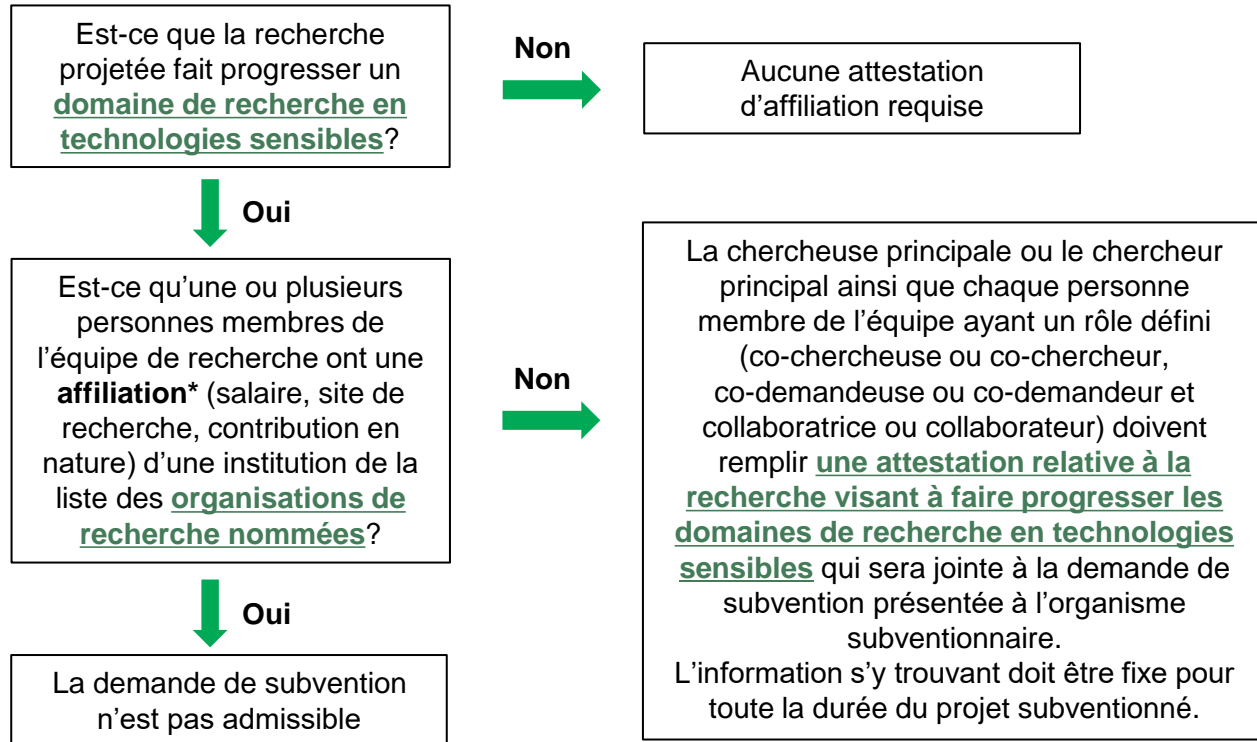 Est-ce que la recherche
projetée fait progresser un
domaine de recherche en
technologies sensibles?
Non
Aucune attestation
d’affiliation requise
Oui
Est-ce qu’une ou plusieurs
personnes membres de
l’équipe de recherche ont une
affiliation* (salaire, site de
recherche, contribution en
nature) d’une institution de la
liste des organisations de
recherche nommées?
Non
La chercheuse principale ou le chercheur
principal ainsi que chaque personne
membre de l’équipe ayant un rôle défini
(co-chercheuse ou co-chercheur,
co-demandeuse ou co-demandeur et
collaboratrice ou collaborateur) doivent
remplir une attestation relative à la
recherche visant à faire progresser les
domaines de recherche en technologies
sensibles qui sera jointe à la demande de
subvention présentée à l’organisme
subventionnaire.
L’information s’y trouvant doit être fixe pour
toute la durée du projet subventionné.
Oui
La demande de subvention
n’est pas admissible